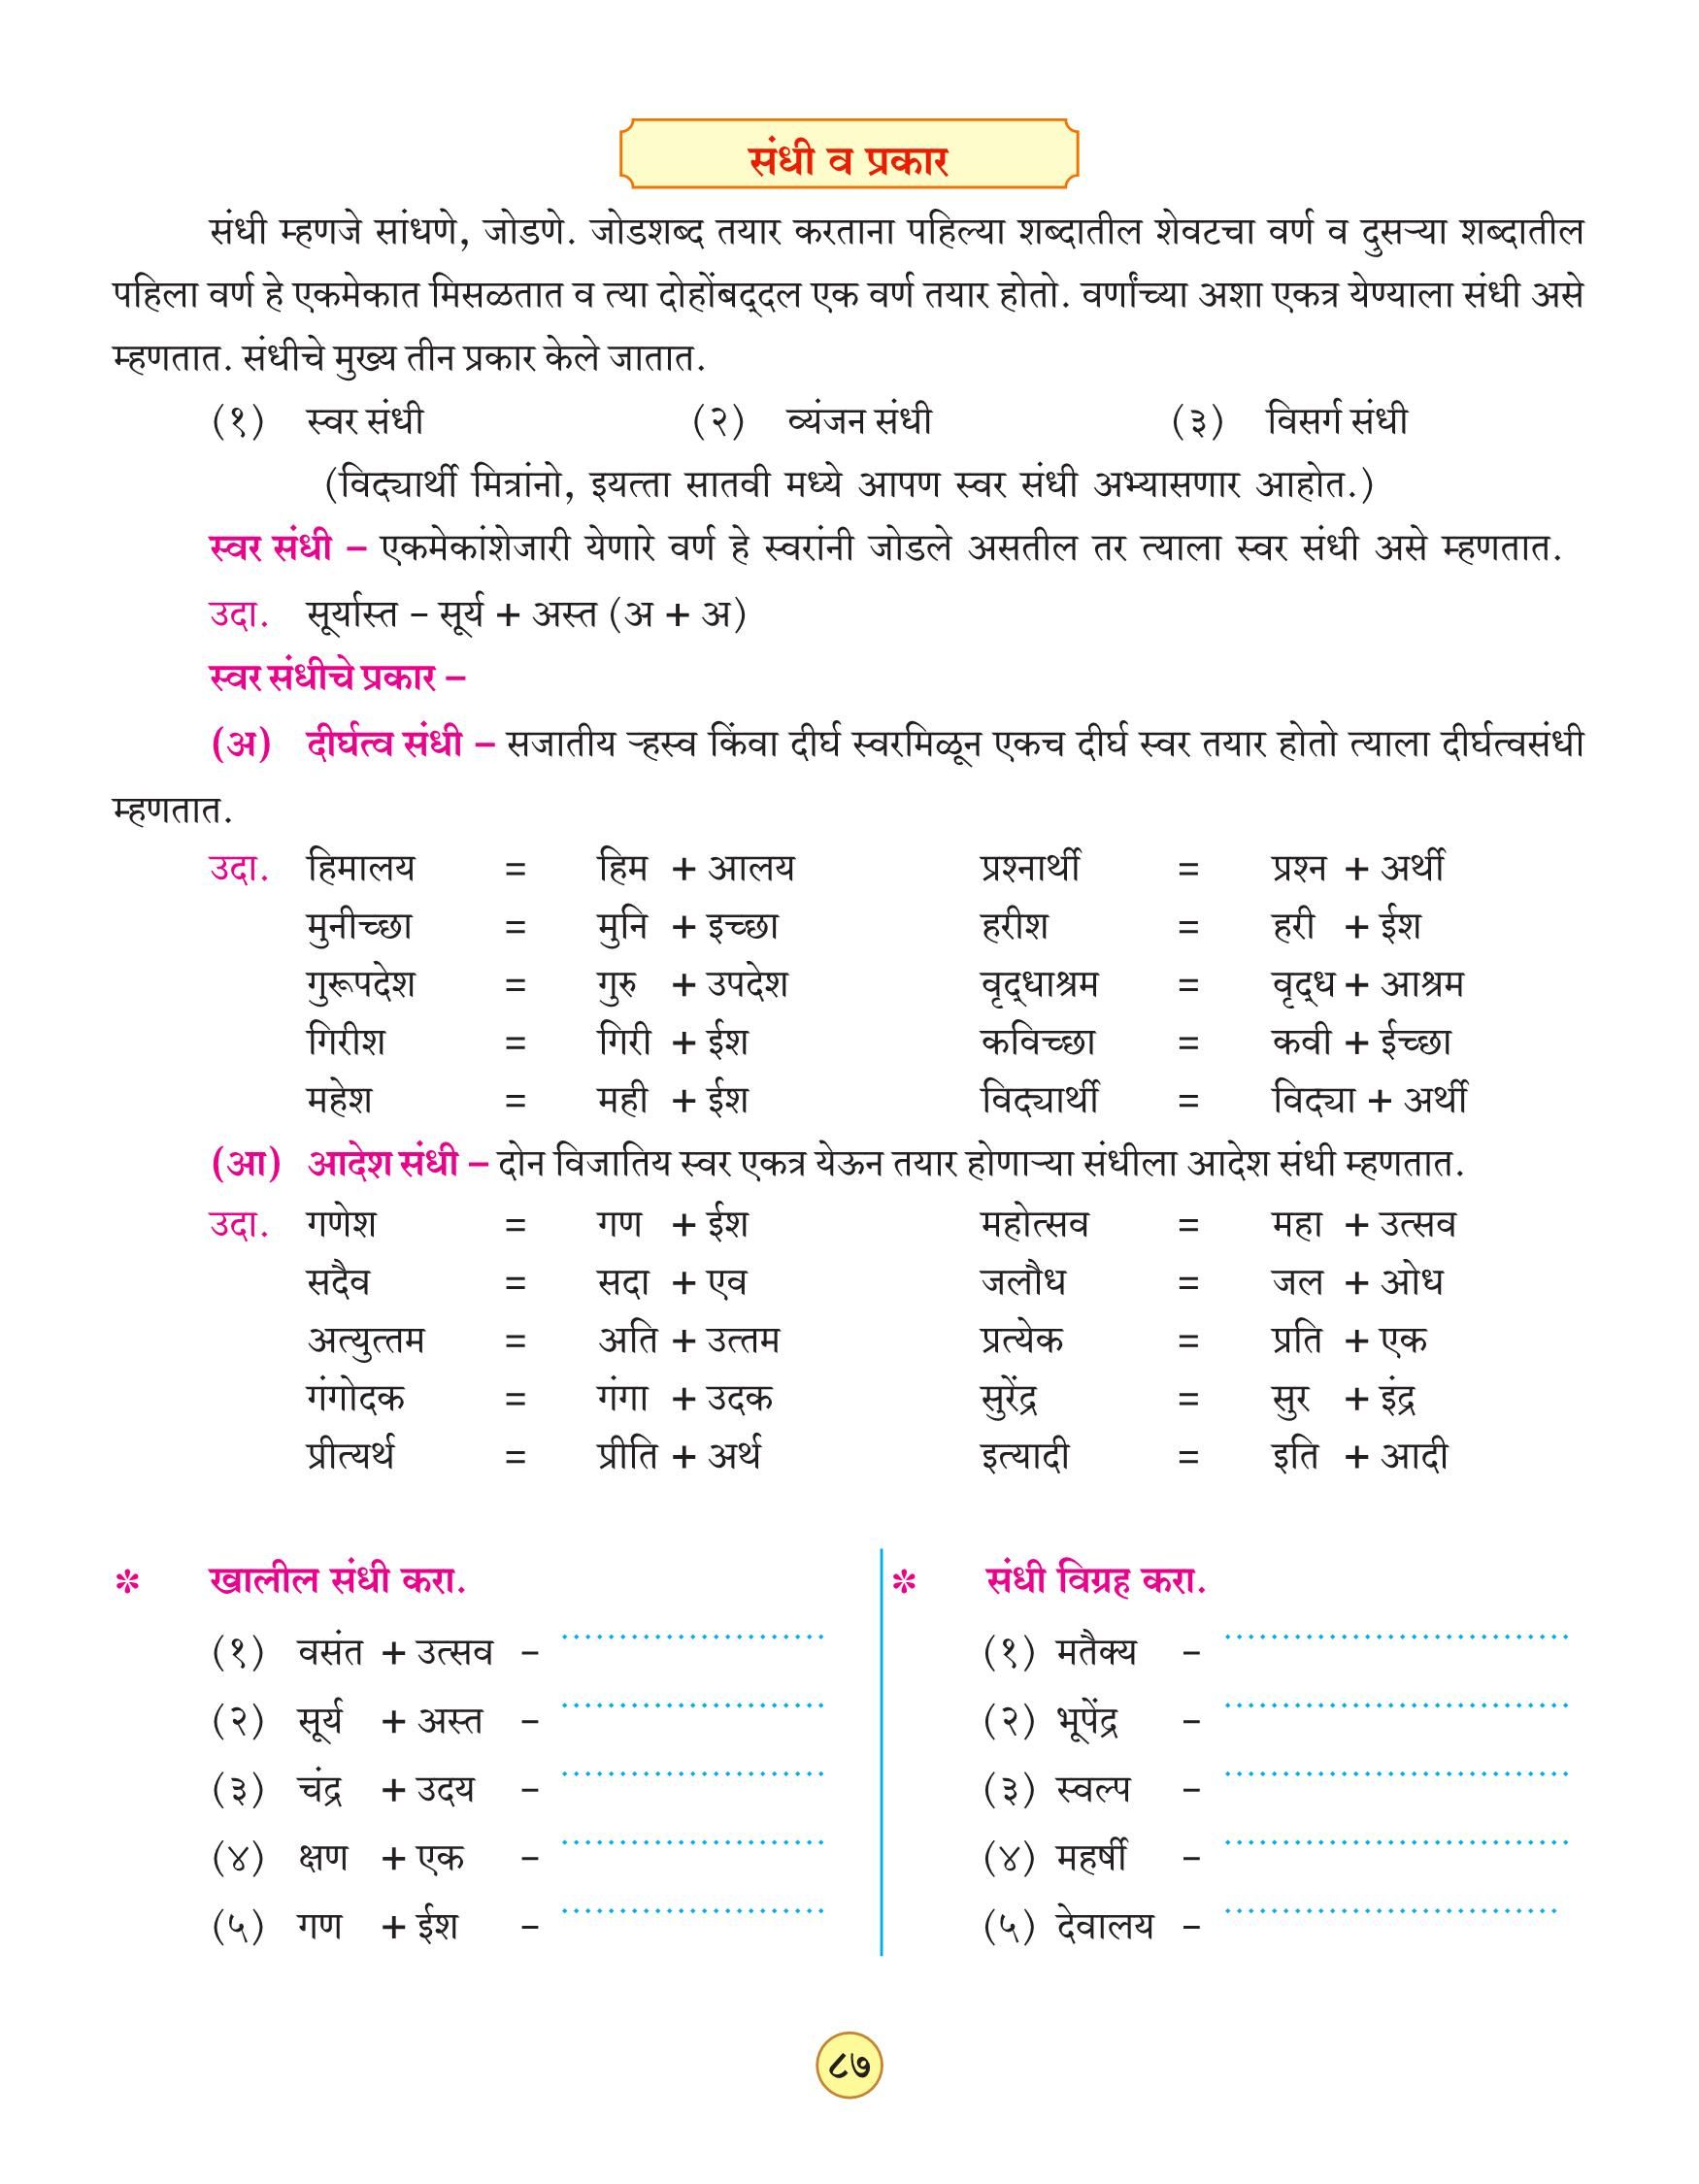 संधी व प्रकार
संधी म्हणजे सांधणे, जोडणे. जोडशब्द तयार करताना पहिल्या शब्दातील शेवटचा वर्ण व दुसऱ्या शब्दातील
पहिला वर्ण हे एकमेकात मिसळतात व त्या दोहोंबद्‌दल एक वर्ण तयार होतो. वर्णांच्या अशा एकत्र येण्याला संधी असे
म्हणतात. संधीचे मुख्य तीन प्रकार केले जातात.
(१) स्वर संधी (२) व्यंजन संधी (३) विसर्ग संधी
(विद्यार्थी मित्रांनो, इयत्ता सातवी मध्ये आपण स्वर संधी अभ्यासणार आहोत.)
स्वर संधी – एकमेकांशेजारी येणारे वर्ण हे स्वरांनी जोडले असतील तर त्याला स्वर संधी असे म्हणतात.
उदा. सूर्यास्त – सूर्य + अस्त (अ + अ)
स्वर संधीचे प्रकार –
(अ) दीर्घत्व संधी – सजातीय ऱ्हस्व किंवा दीर्घ स्वरमिळून एकच दीर्घ स्वर तयार होतो त्याला दीर्घत्वसंधी
म्हणतात.
उदा. हिमालय = हिम + आलय प्रश्नार्थी = प्रश्न + अर्थी
मुनीच्छा = मुनि + इच्छा हरीश = हरी + ईश
गुरूपदेश = गुरु + उपदेश वृद्‌धाश्रम = वृद्‌ध + आश्रम
गिरीश = गिरी + ईश कविच्छा = कवी + ईच्छा
महेश = मही + ईश विद्यार्थी = विद्या + अर्थी
(आ) आदेश संधी – दोन विजातिय स्वर एकत्र येऊन तयार होणाऱ्या संधीला आदेश संधी म्हणतात.
उदा. गणेश = गण + ईश महोत्सव = महा + उत्सव
सदैव = सदा + एव जलौध = जल + ओध
अत्युत्तम = अति + उत्तम प्रत्येक = प्रति + एक
गंगोदक = गंगा + उदक सुरेंद्र = सुर + इंद्र
प्रीत्यर्थ = प्रीति + अर्थ इत्यादी = इति + आदी
✽ खालील संधी करा.
(१) वसंत + उत्सव – ........................
(२) सूर्य + अस्त – ........................
(३) चंद्र + उदय – ........................
(४) क्षण + एक – ........................
(५) गण + ईश – ........................
✽ संधी विग्रह करा.
(१) मतैक्य – ..............................
(२) भूपेंद्र – ..............................
(३) स्वल्प – ..............................
(४) महर्षी – ..............................
(५) देवालय – .............................
८७